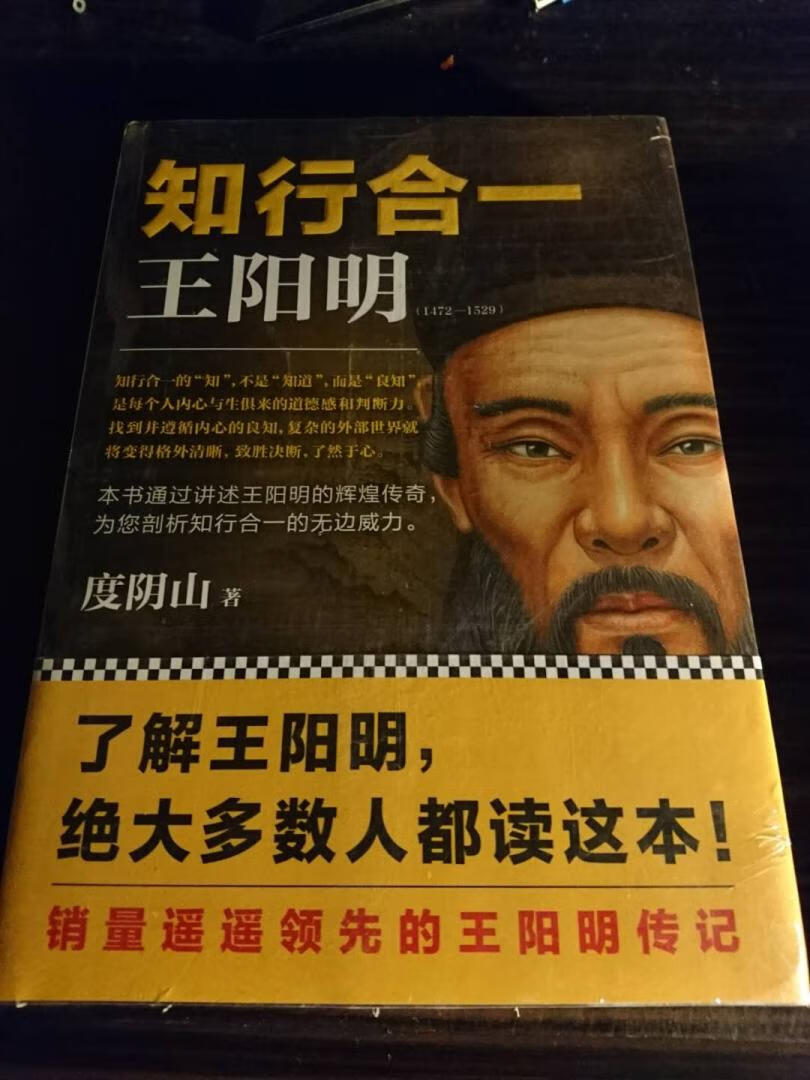 知行合一
王阳明(1472—1529)
知行合一的“知”,不是“知道”,而是“良知”,
是每个人内心与生俱来的道德感和判断力。
找到并遵循内心的良知,复杂的外部世界就
将变得格外清晰,致胜决断,了然于心。
本书通过讲述王阳明的辉煌传奇,
为您剖析知行合一的无边威力。
度阴山 著
了解王阳明,
绝大多数人都读这本!
销量遥遥领先的王阳明传记